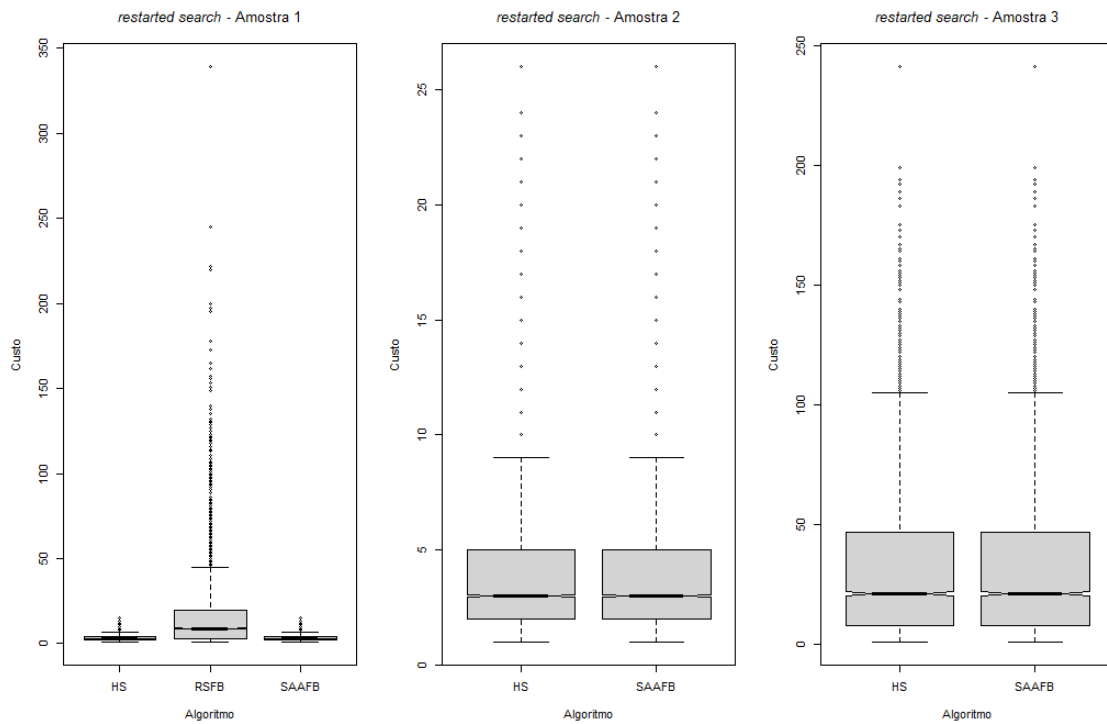 restarted search - Amostra 1
350
300
250
200
150
100
50
0
Custo
HS RSFB SAAFB
Algoritmo
restarted search - Amostra 2
25
20
15
10
5
0
Custo
HS SAAFB
Algoritmo
restarted search - Amostra 3
250
200
150
100
50
0
Custo
HS SAAFB
Algoritmo